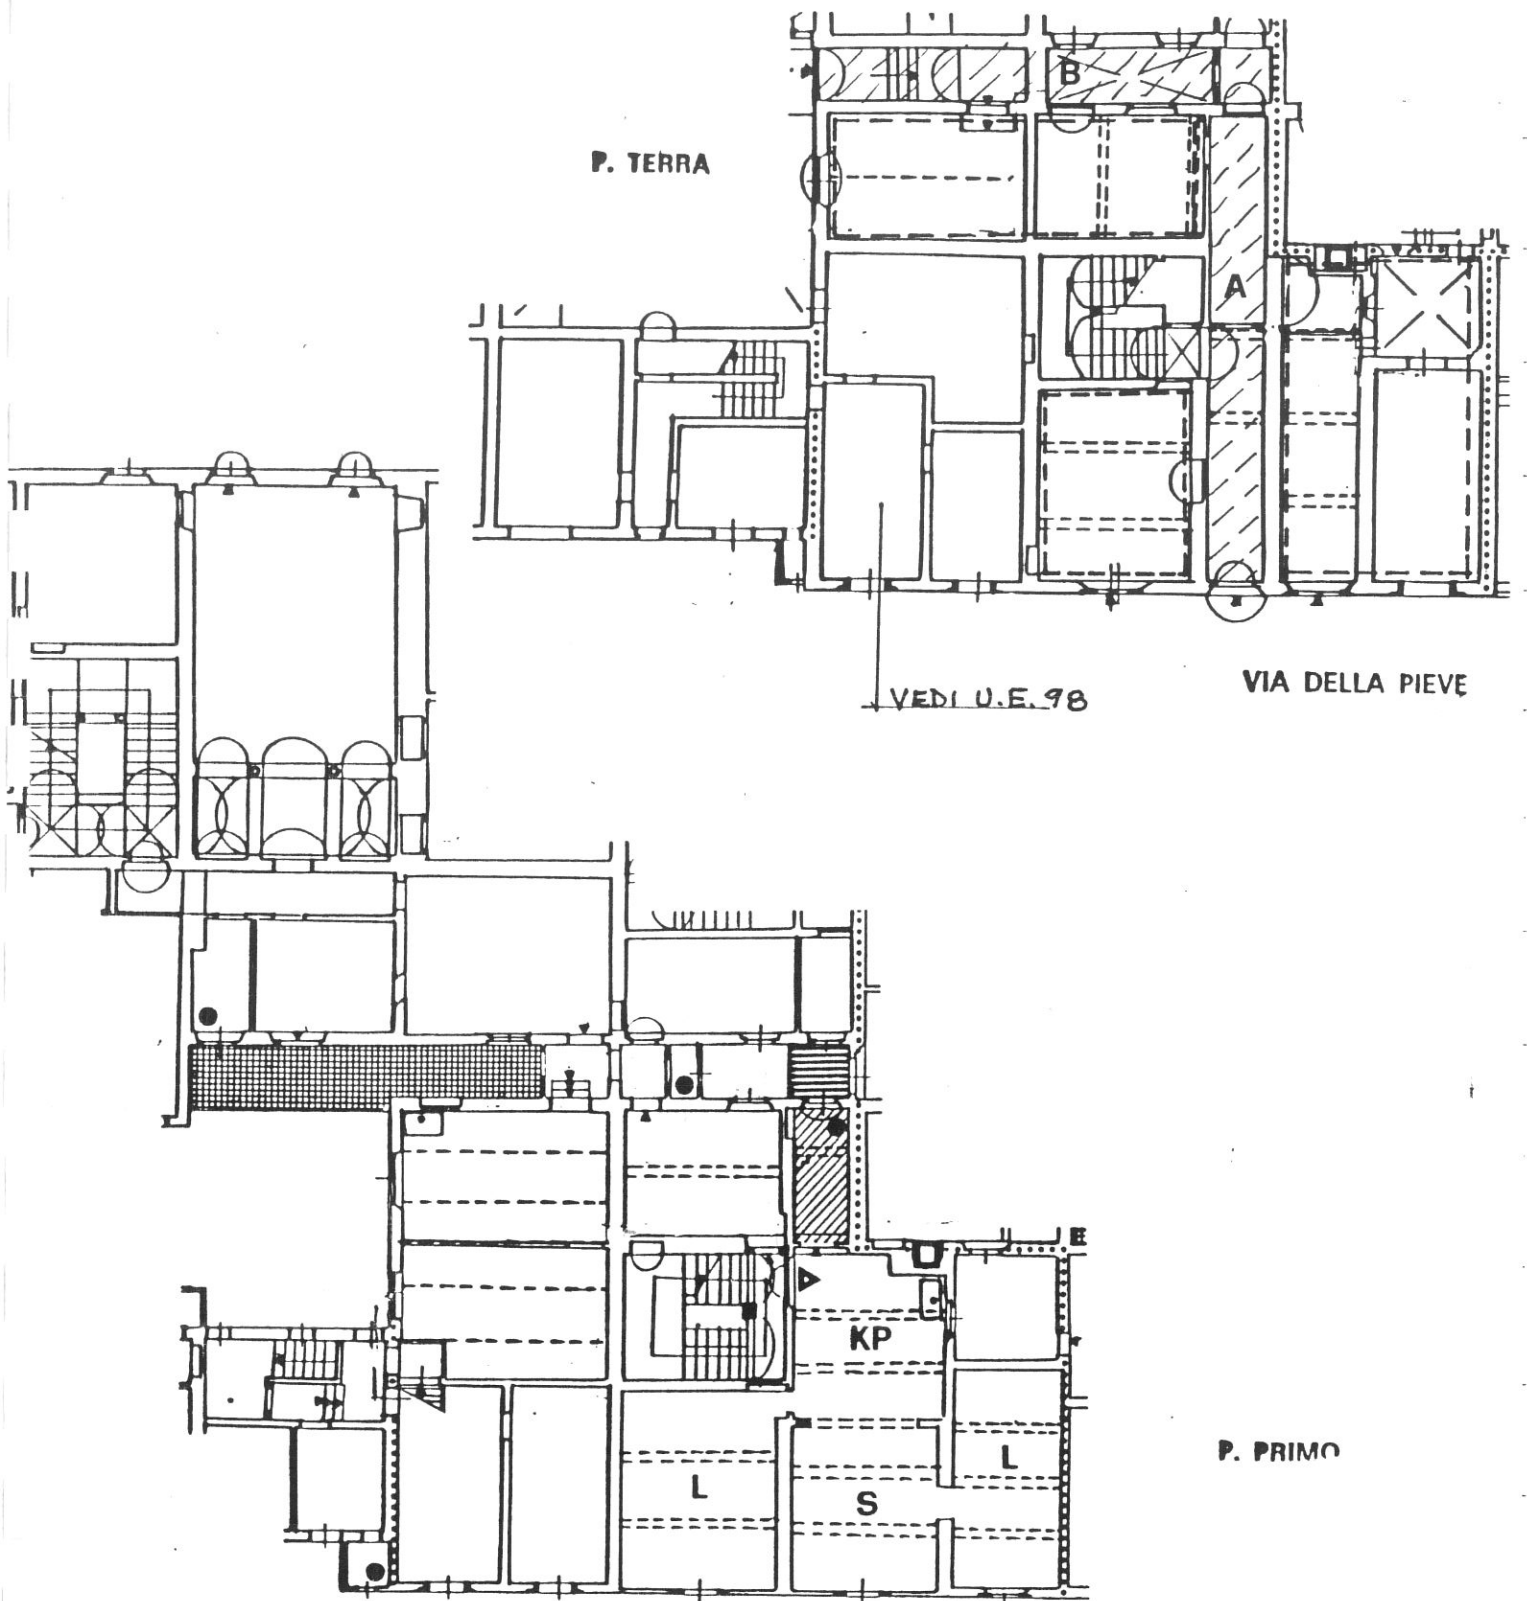 B
P. TERRA
A
VIA DELLA PIEVE
VEDI U.E. 98
KP
L
P. PRIMO
L
S